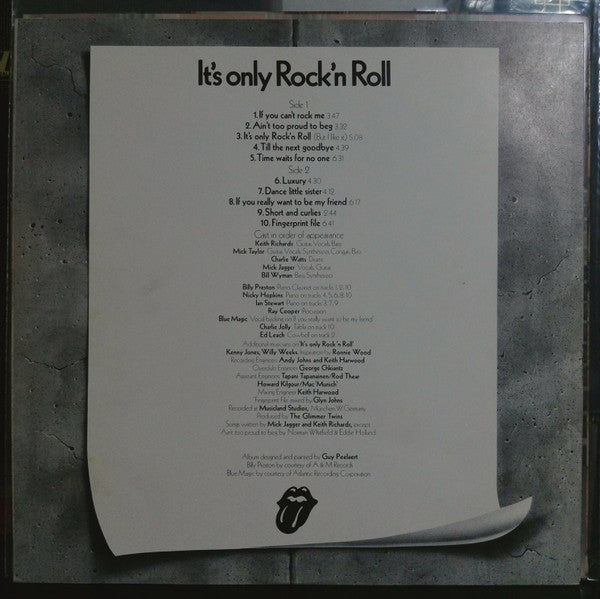 It's only Rock'n Roll
Side 1
1. If you can't rock me 3.47
2. Ain't too proud to beg 3.32
3. It's only Rock'n Roll (But I like it) 5.08
4. Till the next goodbye 4.39
5. Time waits for no one 6.31
Side 2
6. Luxury 4.30
7. Dance little sister 4.12
8. If you really want to be my friend 6.17
9. Short and curlies 2.44
10. Fingerprint file 6.41
Cast in order of appearance
Keith Richards Guitar, Vocals, Bass
Mick Taylor Guitar, Vocals, Synthesizer, Congas, Bass
Charlie Watts Drums
Mick Jagger Vocals, Guitar
Bill Wyman Bass, Synthesizer
Billy Preston Piano, Clavinet on tracks 1, 2, 10
Nicky Hopkins Piano on tracks 4, 5, 6, 8, 10
Ian Stewart Piano on tracks 3, 7, 9
Ray Cooper Percussion
Blue Magic Vocal backing on 'If you really want to be my friend'
Charlie Jolly Tabla on track 10
Ed Leach Cowbell on track 2
Additional musicians on 'It's only Rock'n Roll'
Kenny Jones, Willy Weeks, Inspiration by Ronnie Wood
Recording Engineers Andy Johns and Keith Harwood
Overdub Engineer George Chkiantz
Assistant Engineers Tapani Tapanainen/Rod Thear
Howard Kilgour/Mac 'Munich'
Mixing Engineer Keith Harwood
Fingerprint File mixed by Glyn Johns
Recorded at Musicland Studios, München W. Germany
Produced by The Glimmer Twins
Songs written by Mick Jagger and Keith Richards, except
'Ain't too proud to beg' by Norman Whitfield & Eddie Holland
Album designed and painted by Guy Peelaert
Billy Preston by courtesy of A & M Records
Blue Magic by courtesy of Atlantic Recording Corporation